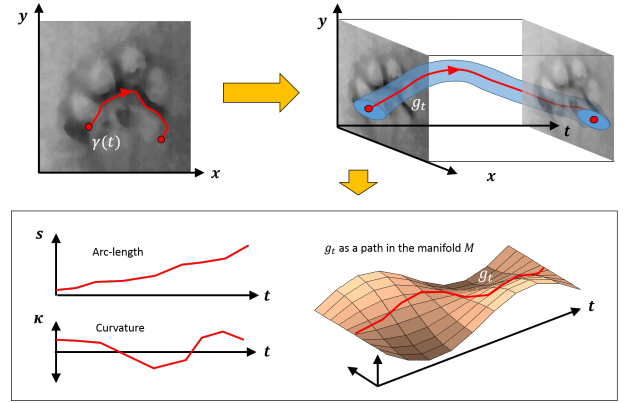 y
γ(t)
x
y
g_t
t
x
s
Arc-length
t
κ
Curvature
t
g_t as a path in the manifold M
g_t
t